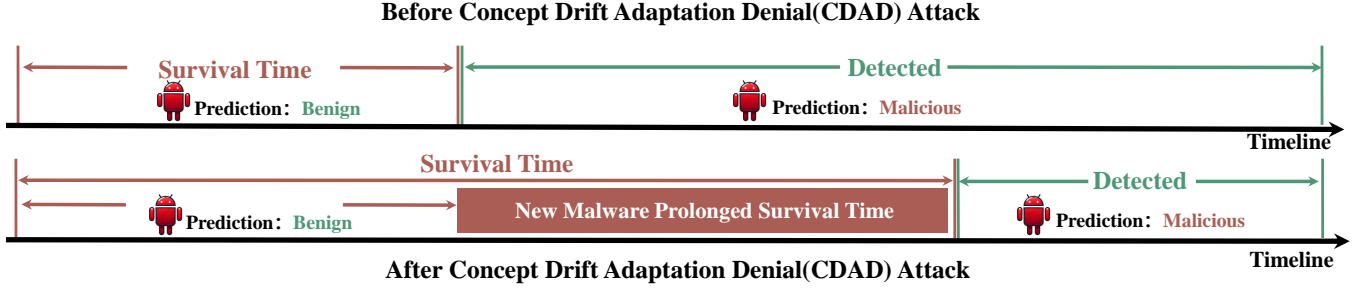 Before Concept Drift Adaptation Denial(CDAD) Attack
Survival Time
Detected
Prediction: Benign
Prediction: Malicious
Timeline
Survival Time
Detected
New Malware Prolonged Survival Time
Prediction: Benign
Prediction: Malicious
Timeline
After Concept Drift Adaptation Denial(CDAD) Attack